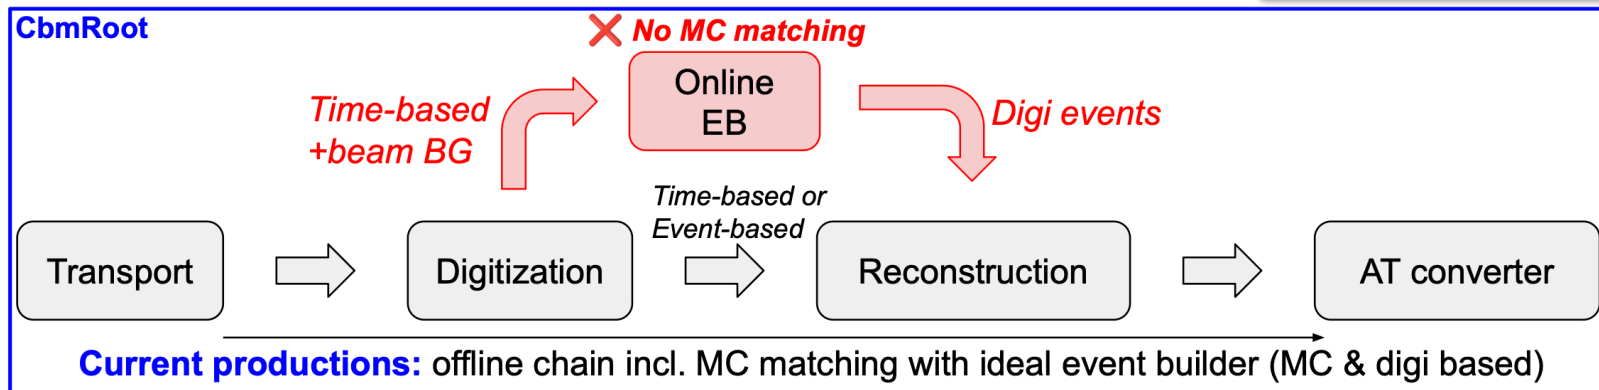 CbmRoot
❌ No MC matching
Online
EB
Time-based
+beam BG
Digi events
Time-based or
Event-based
Transport
Digitization
Reconstruction
AT converter
Current productions: offline chain incl. MC matching with ideal event builder (MC & digi based)